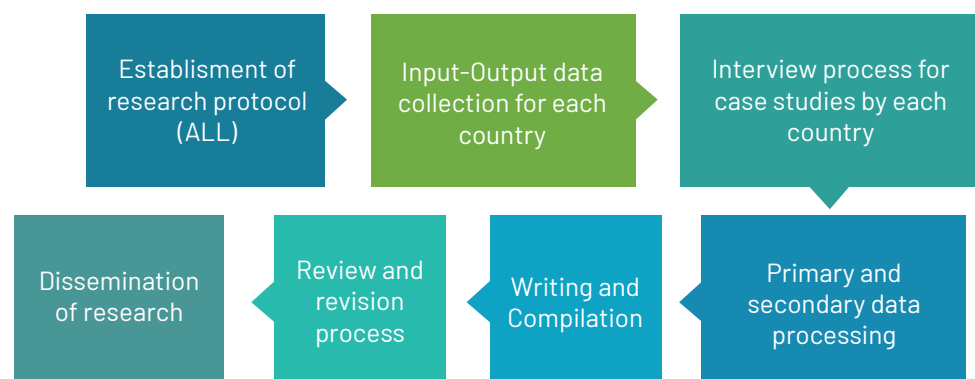 Establisment of
research protocol
(ALL)
Input-Output data
collection for each
country
Interview process for
case studies by each
country
Primary and
secondary data
processing
Writing and
Compilation
Review and
revision
process
Dissemination
of research